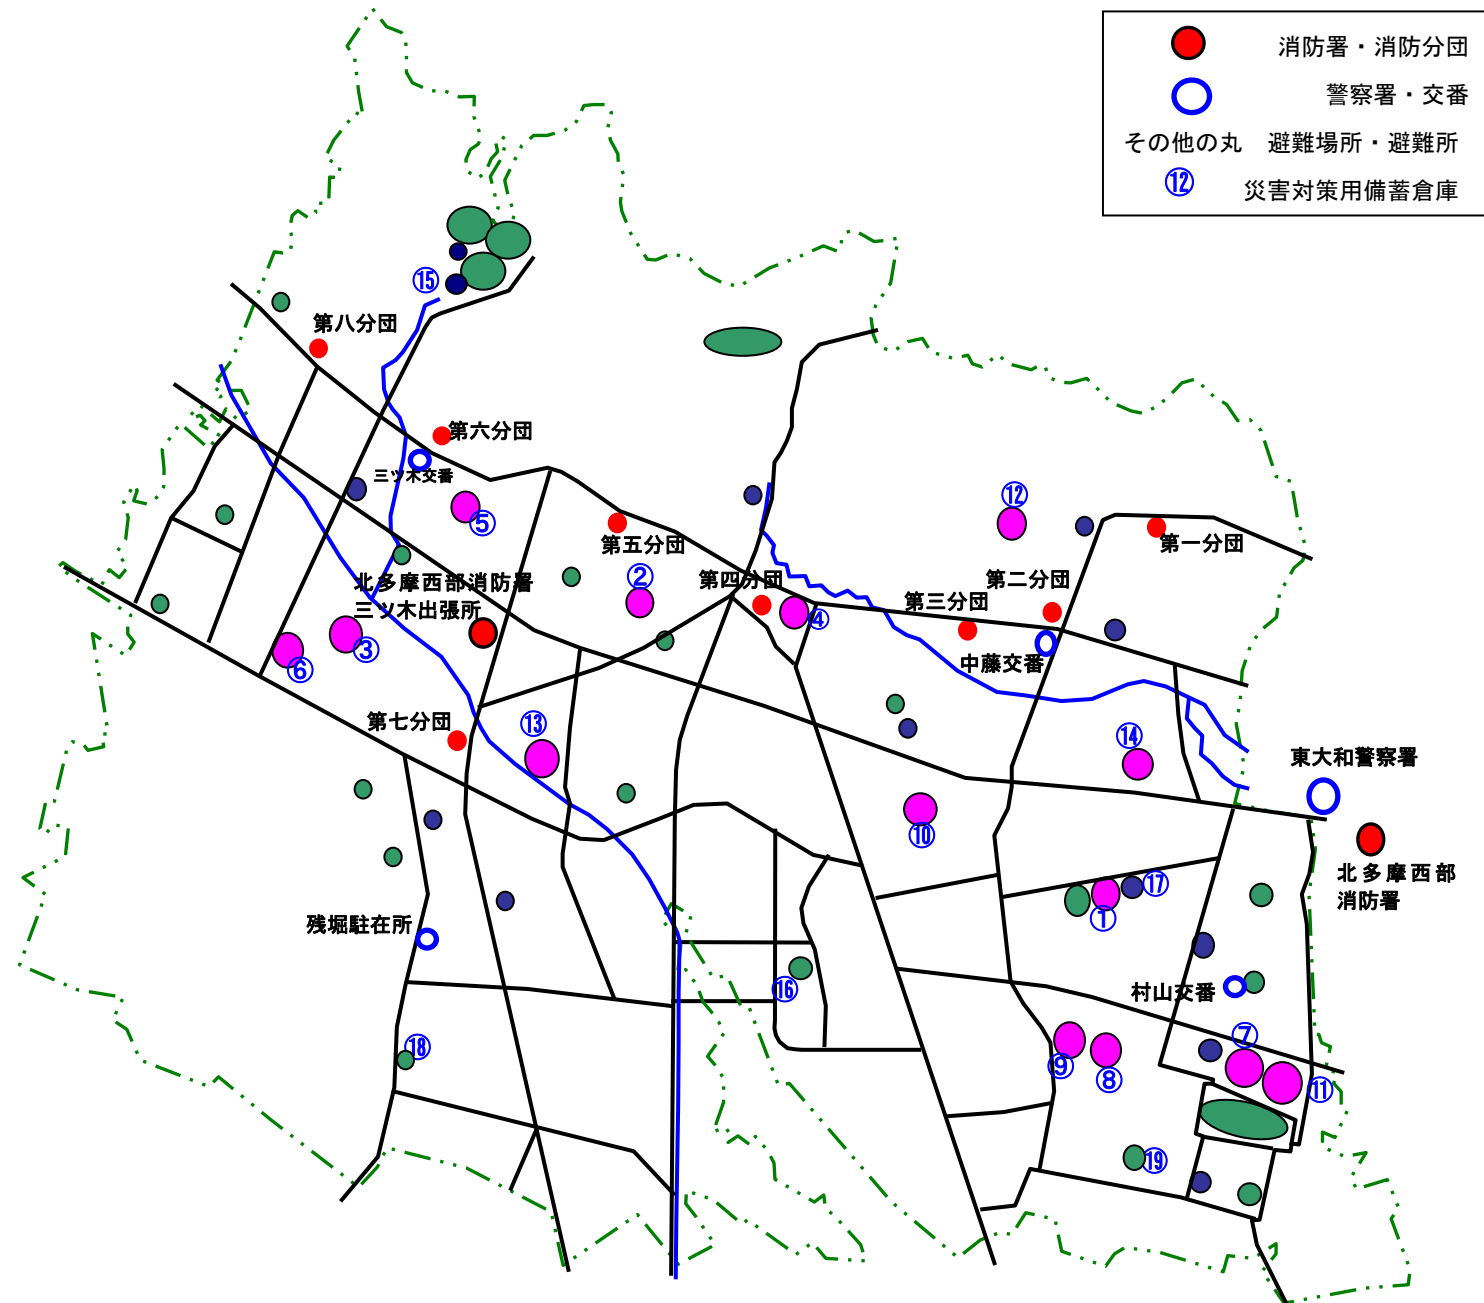 消防署・消防分団
警察署・交番
その他の丸　避難場所・避難所
⑫　災害対策用備蓄倉庫
⑮
第八分団
第六分団
三ツ木交番
⑤
⑫
第一分団
第五分団
②
第四分団
④
第二分団
第三分団
中藤交番
北多摩西部消防署
三ツ木出張所
③
⑥
第七分団
⑬
⑭
東大和警察署
⑩
北多摩西部
消防署
⑰
①
残堀駐在所
⑯
村山交番
⑱
⑦
⑨
⑧
⑪
⑲